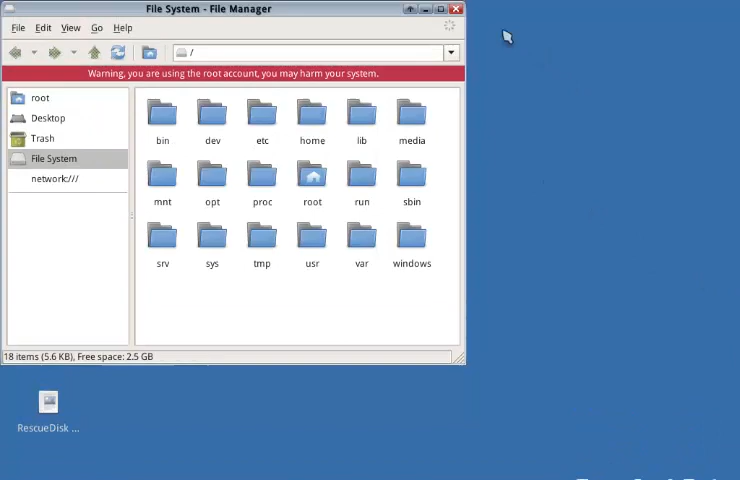 File System - File Manager
File Edit View Go Help
/
Warning, you are using the root account, you may harm your system.
root
Desktop
Trash
File System
network:///
bin dev etc home lib media
mnt opt proc root run sbin
srv sys tmp usr var windows
18 items (5.6 KB), Free space: 2.5 GB
RescueDisk ...